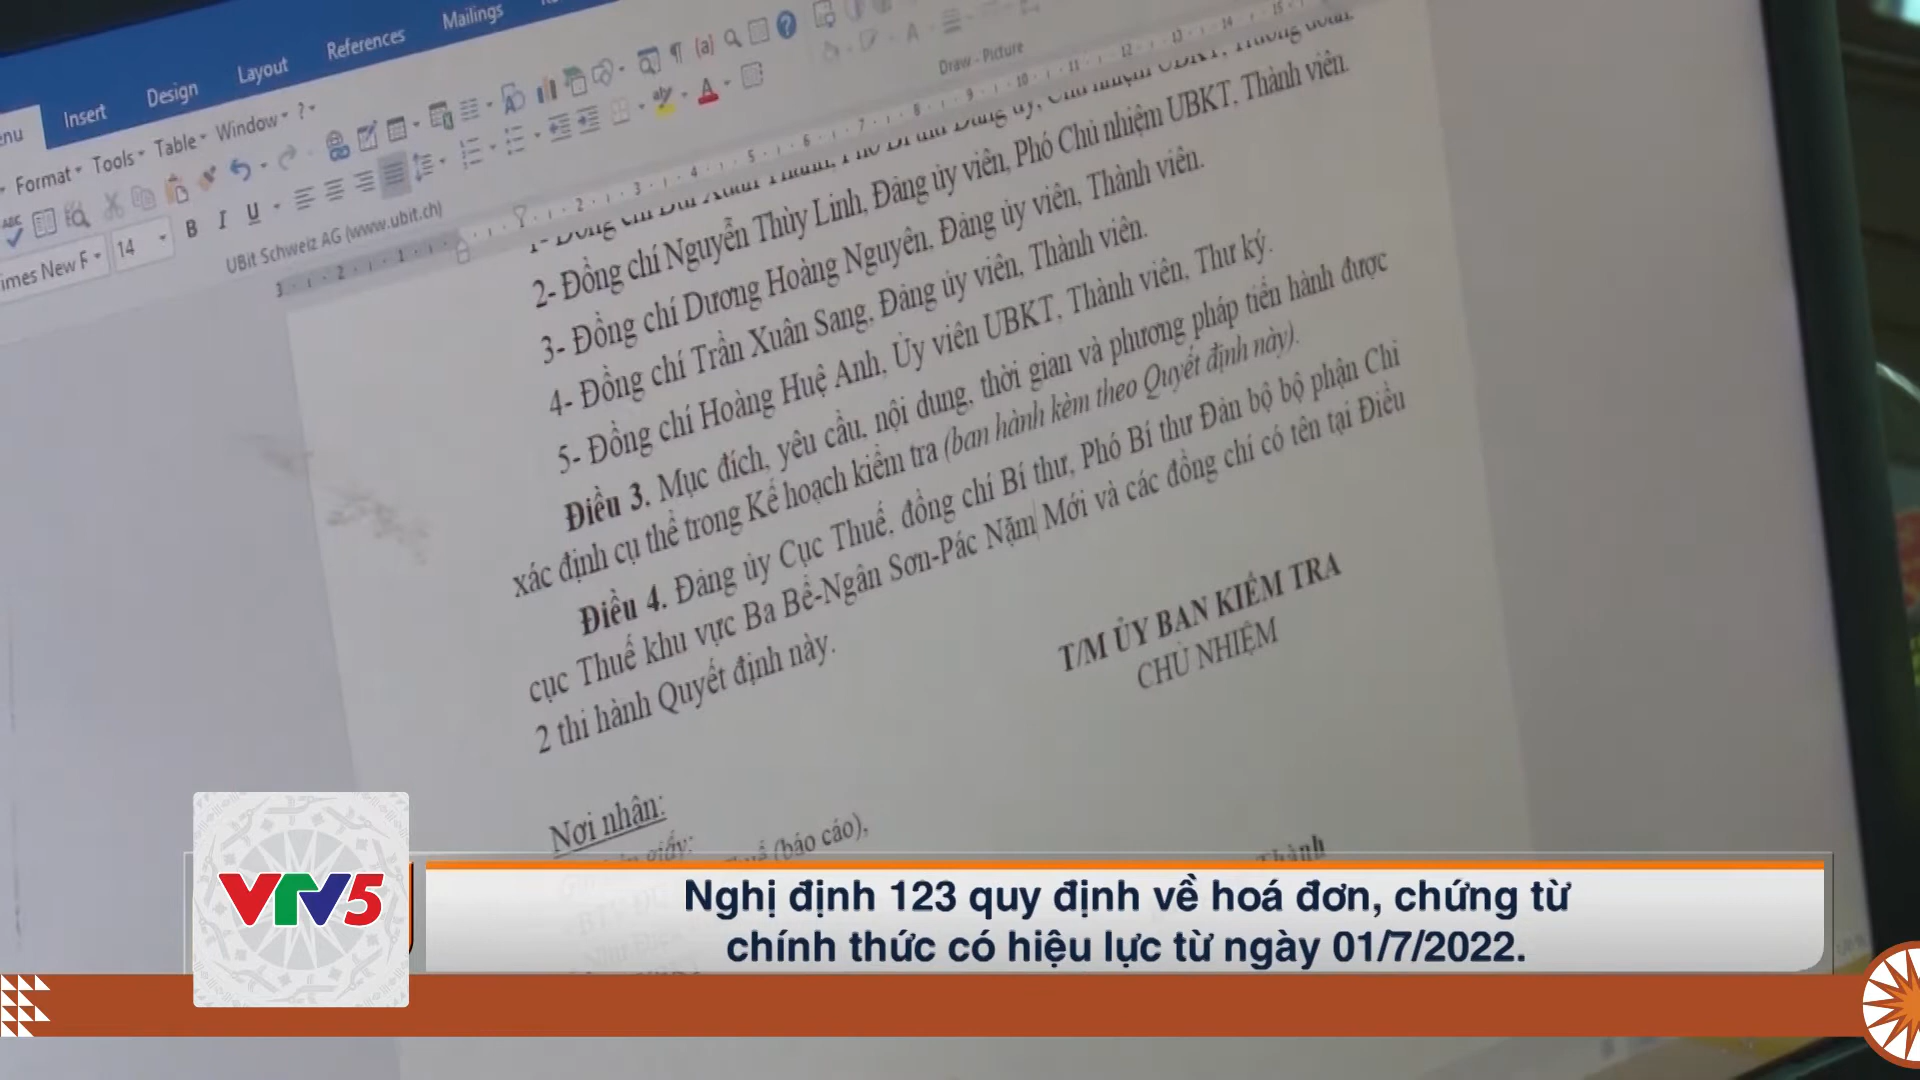 Mailings
References
Layout
Design
Insert
Format Tools Table Window ?
14 B I U
UBit Schweiz AG (www.ubit.ch)
Draw - Picture
2- Đồng chí Nguyễn Thùy Linh, Đảng ủy viên, Phó Chủ nhiệm UBKT, Thành viên.
3- Đồng chí Dương Hoàng Nguyên, Đảng ủy viên, Thành viên.
4- Đồng chí Trần Xuân Sang, Đảng ủy viên, Thành viên.
5- Đồng chí Hoàng Huệ Anh, Ủy viên UBKT, Thành viên, Thư ký.
Điều 3. Mục đích, yêu cầu, nội dung, thời gian và phương pháp tiến hành được
xác định cụ thể trong Kế hoạch kiểm tra (ban hành kèm theo Quyết định này).
Điều 4. Đảng ủy Cục Thuế, đồng chí Bí thư, Phó Bí thư Đản bộ bộ phận Chi
cục Thuế khu vực Ba Bể-Ngân Sơn-Pác Nặm Mới và các đồng chí có tên tại Điều
2 thi hành Quyết định này.
T/M ỦY BAN KIỂM TRA
CHỦ NHIỆM
Nơi nhận:
(báo cáo),
VTV5
Nghị định 123 quy định về hoá đơn, chứng từ
chính thức có hiệu lực từ ngày 01/7/2022.